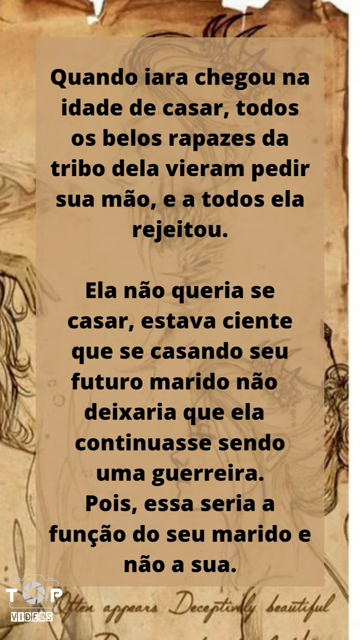 Quando iara chegou na
idade de casar, todos
os belos rapazes da
tribo dela vieram pedir
sua mão, e a todos ela
rejeitou.
Ela não queria se
casar, estava ciente
que se casando seu
futuro marido não
deixaria que ela
continuasse sendo
uma guerreira.
Pois, essa seria a
função do seu marido e
não a sua.
TOP
VIDEOS
Often appears Deceptively beautiful